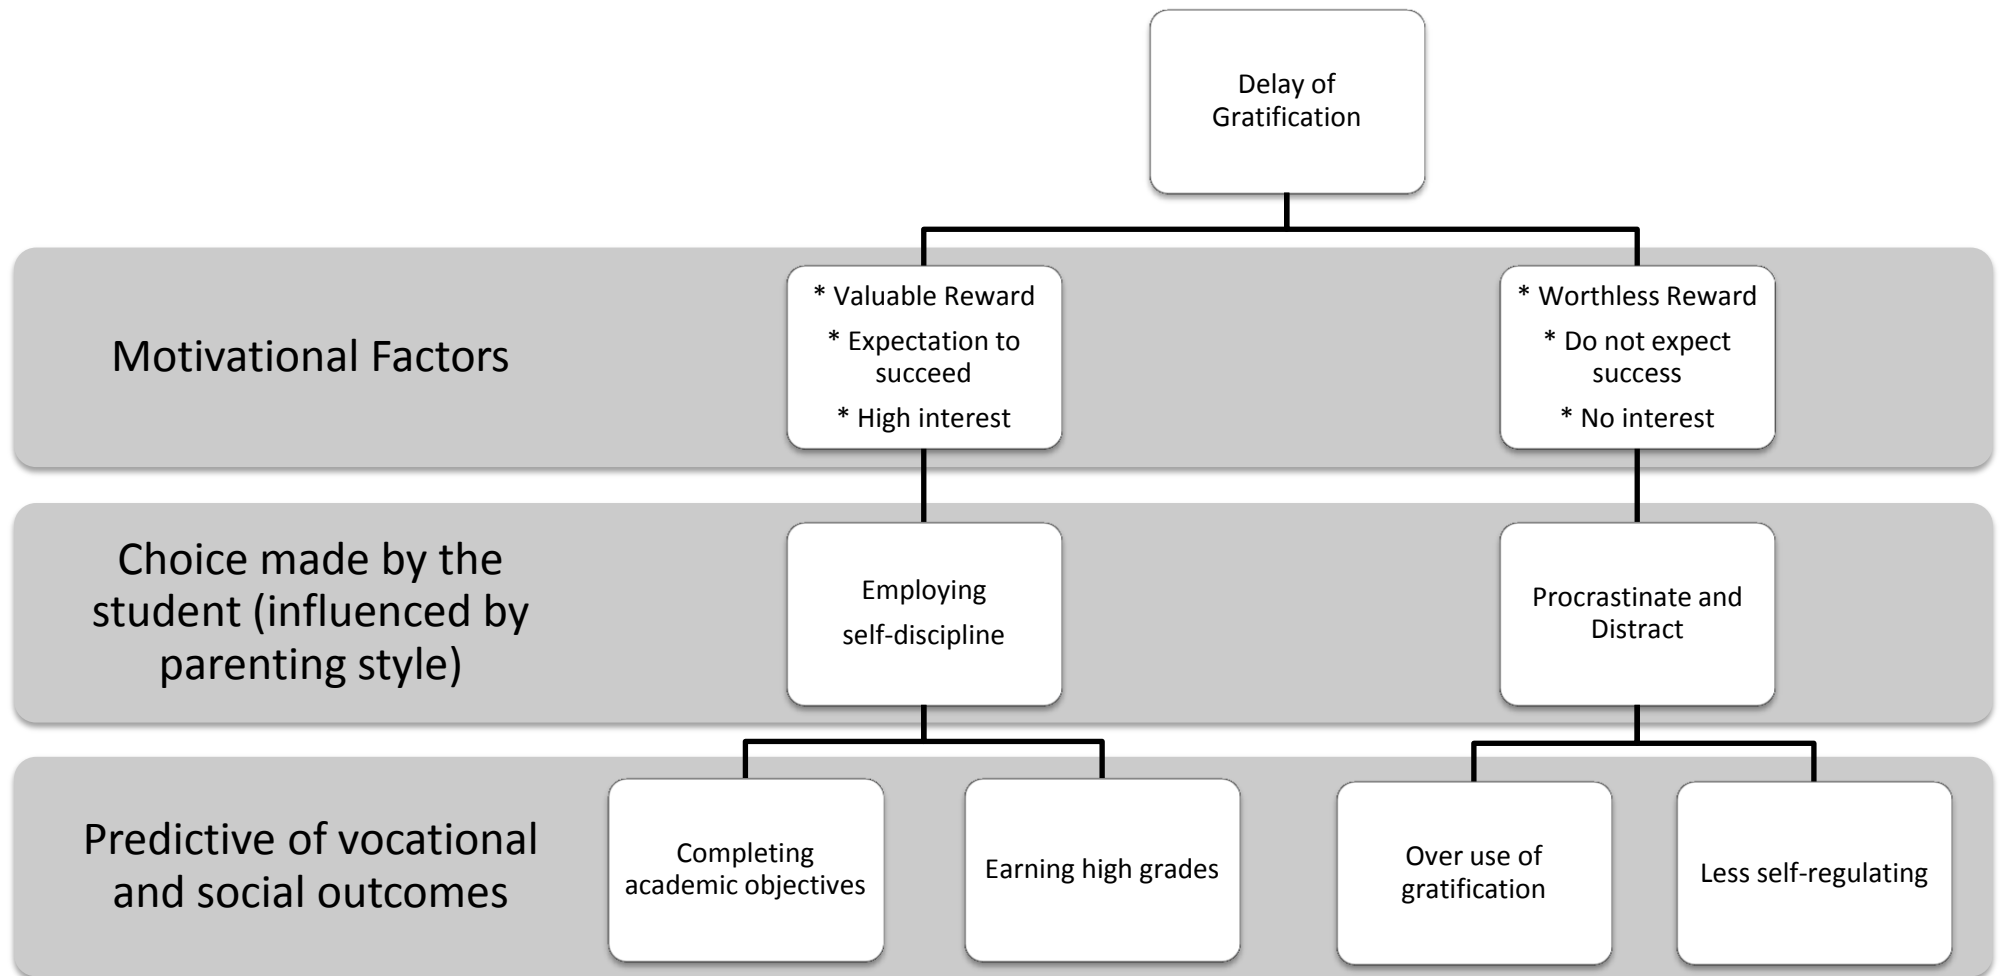 Delay of
Gratification
Motivational Factors
* Valuable Reward
* Expectation to
succeed
* High interest
* Worthless Reward
* Do not expect
success
* No interest
Choice made by the
student (influenced by
parenting style)
Employing
self-discipline
Procrastinate and
Distract
Predictive of vocational
and social outcomes
Completing
academic objectives
Earning high grades
Over use of
gratification
Less self-regulating